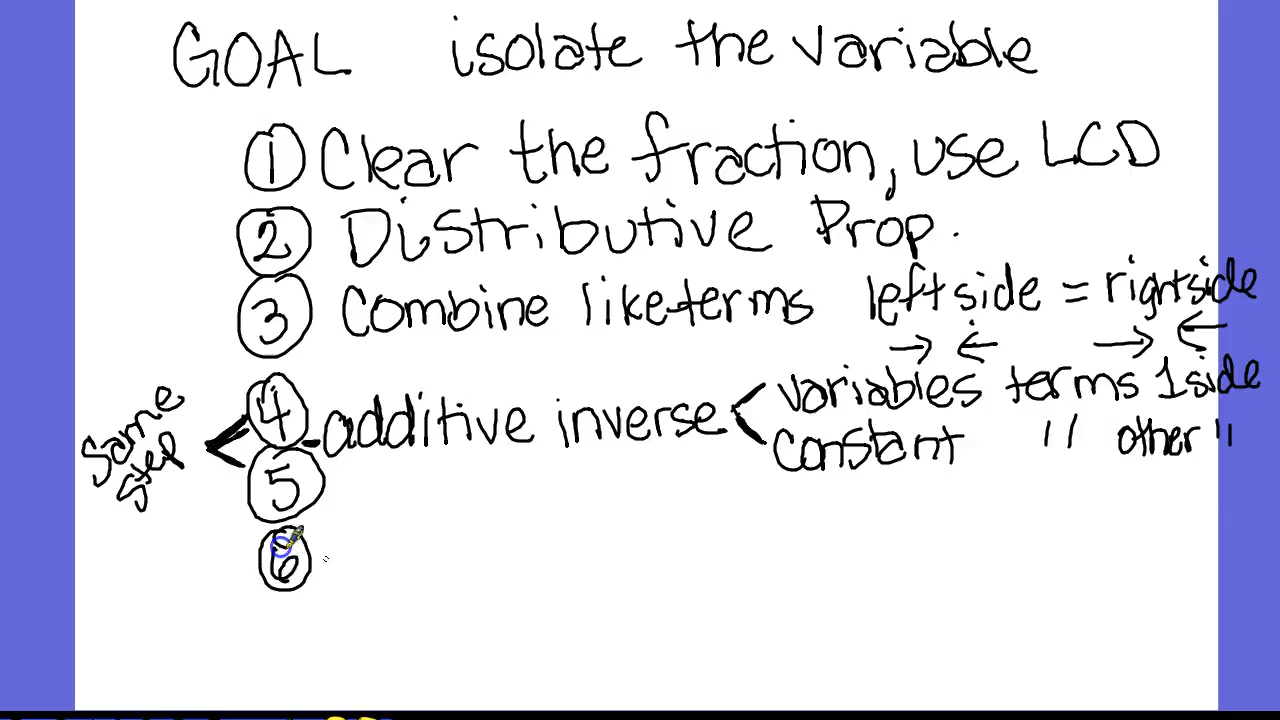 GOAL isolate the variable
① Clear the fraction, use LCD
② Distributive Prop.
③ Combine like terms left side = right side
→ ← → ←
Same step < ④ - additive inverse < variables terms 1 side
constant " other "
⑤
⑥